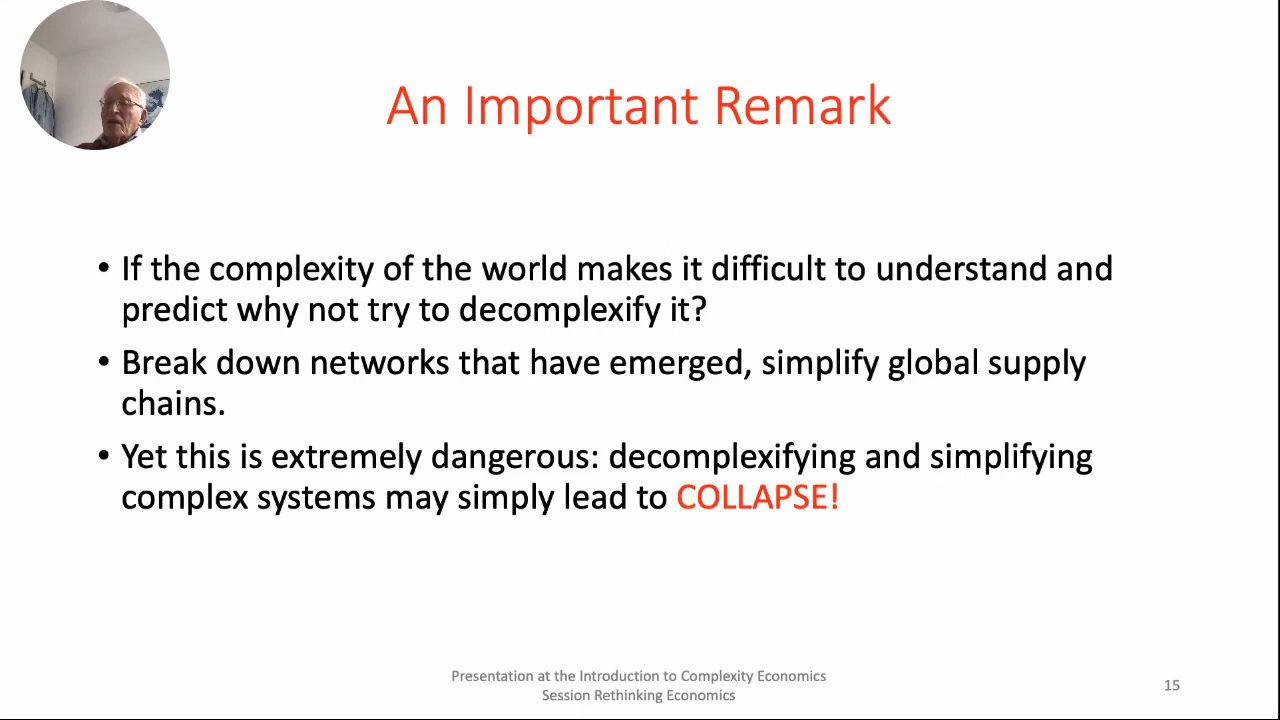 An Important Remark
• If the complexity of the world makes it difficult to understand and
predict why not try to decomplexify it?
• Break down networks that have emerged, simplify global supply
chains.
• Yet this is extremely dangerous: decomplexifying and simplifying
complex systems may simply lead to COLLAPSE!
Presentation at the Introduction to Complexity Economics
Session Rethinking Economics
15